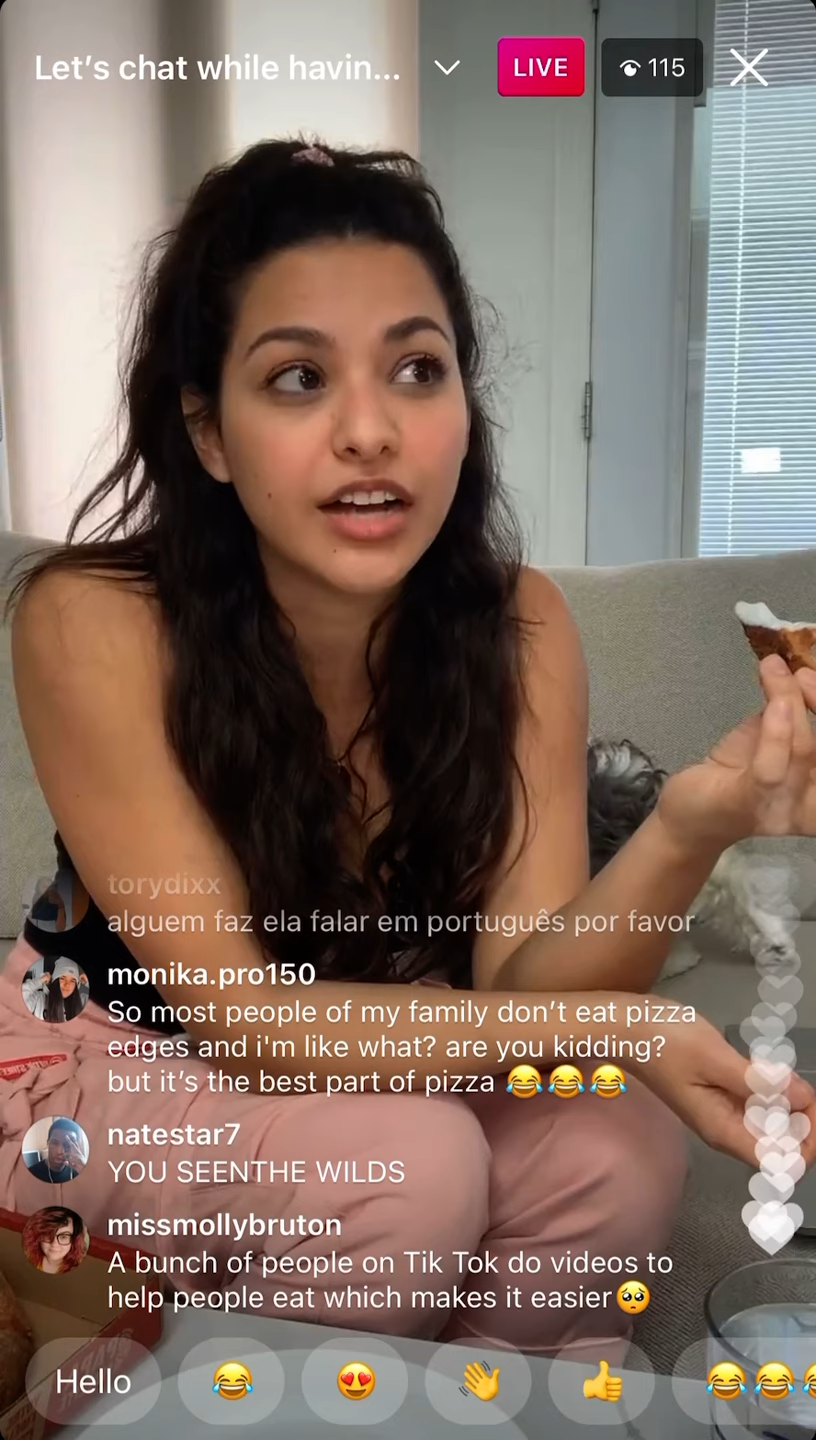 Let’s chat while havin...
LIVE
115
torydixx
alguem faz ela falar em português por favor
monika.pro150
So most people of my family don’t eat pizza
edges and i'm like what? are you kidding?
but it’s the best part of pizza 😂😂😂
natestar7
YOU SEENTHE WILDS
missmollybruton
A bunch of people on Tik Tok do videos to
help people eat which makes it easier🥺
Hello 😂 😍 👋 👍 😂😂😂